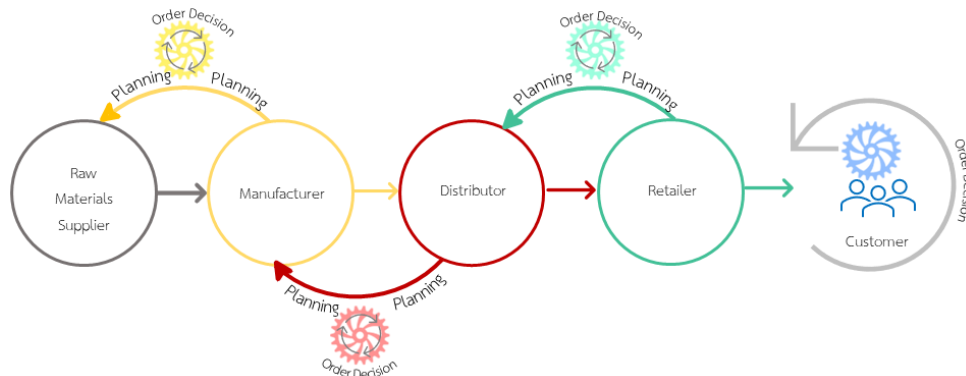 Order Decision
Planning Planning
Order Decision
Planning Planning
Raw
Materials
Supplier
Manufacturer
Distributor
Retailer
Customer
Order Decision
Planning Planning
Order Decision